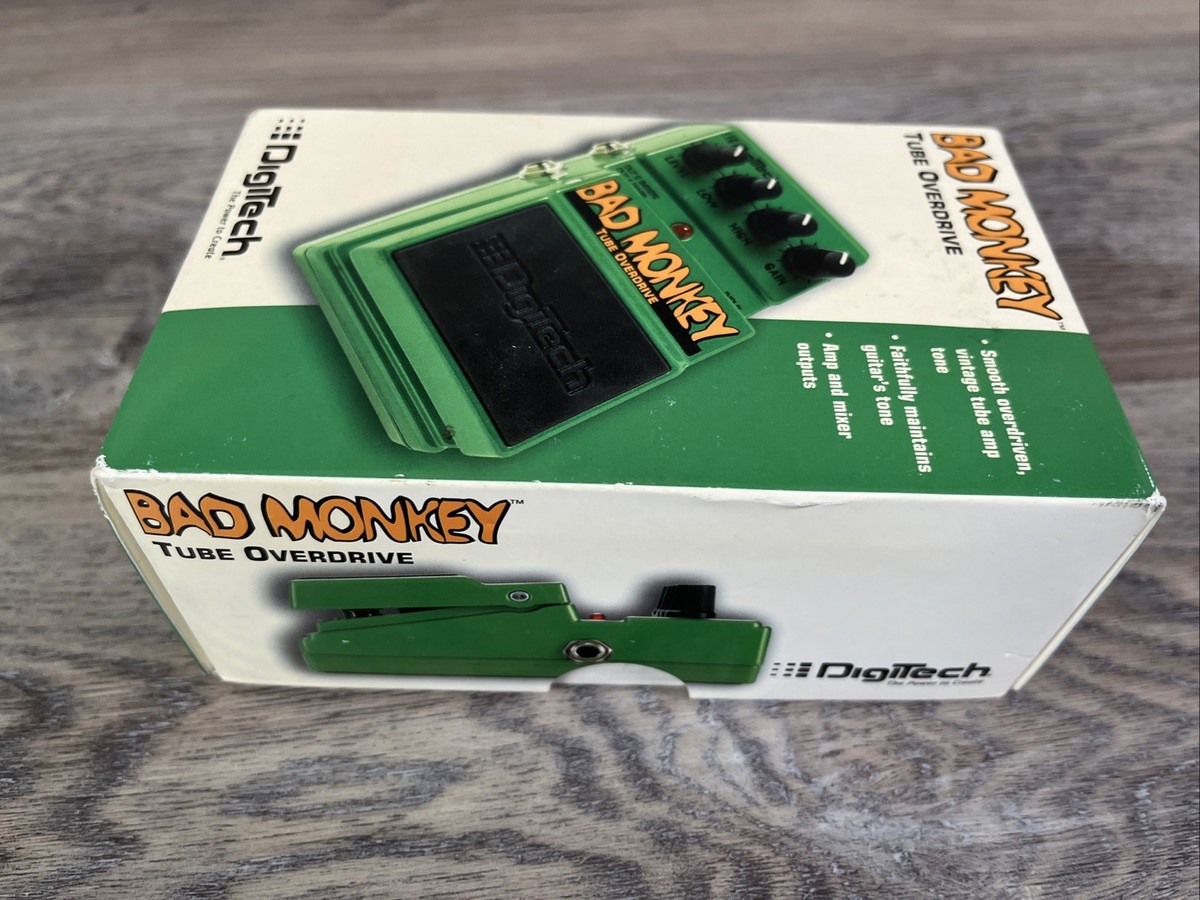 DigiTech®
The Power to Create
BAD MONKEY™
TUBE OVERDRIVE
LEVEL
LOW
HIGH
GAIN
BAD MONKEY
TUBE OVERDRIVE
DigiTech
• Smooth overdriven,
vintage tube amp
tone
• Faithfully maintains
guitar's tone
• Amp and mixer
outputs
BAD MONKEY™
TUBE OVERDRIVE
DigiTech
The Power to Create